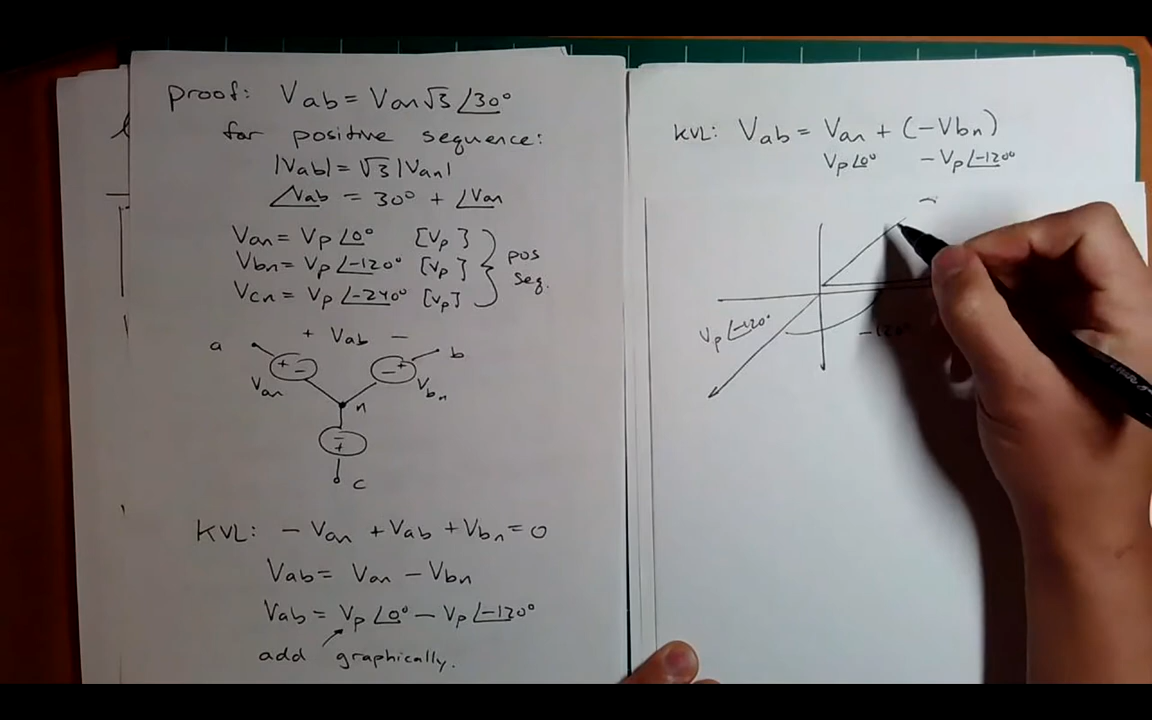 proof: Vab = Van√3 ∠30°
for positive sequence:
|Vab| = √3 |Van|
∠Vab = 30° + ∠Van
Van = Vp ∠0° [Vp]
Vbn = Vp ∠-120° [Vp]
Vcn = Vp ∠-240° [Vp]
pos
seq.
+ Vab -
a
b
+ -
- +
Van
Vbn
n
-
+
c
KVL: - Van + Vab + Vbn = 0
Vab = Van - Vbn
Vab = Vp ∠0° - Vp ∠-120°
add graphically.
KVL: Vab = Van + (-Vbn)
Vp ∠0° - Vp ∠-120°
Vp ∠-120°
-120°